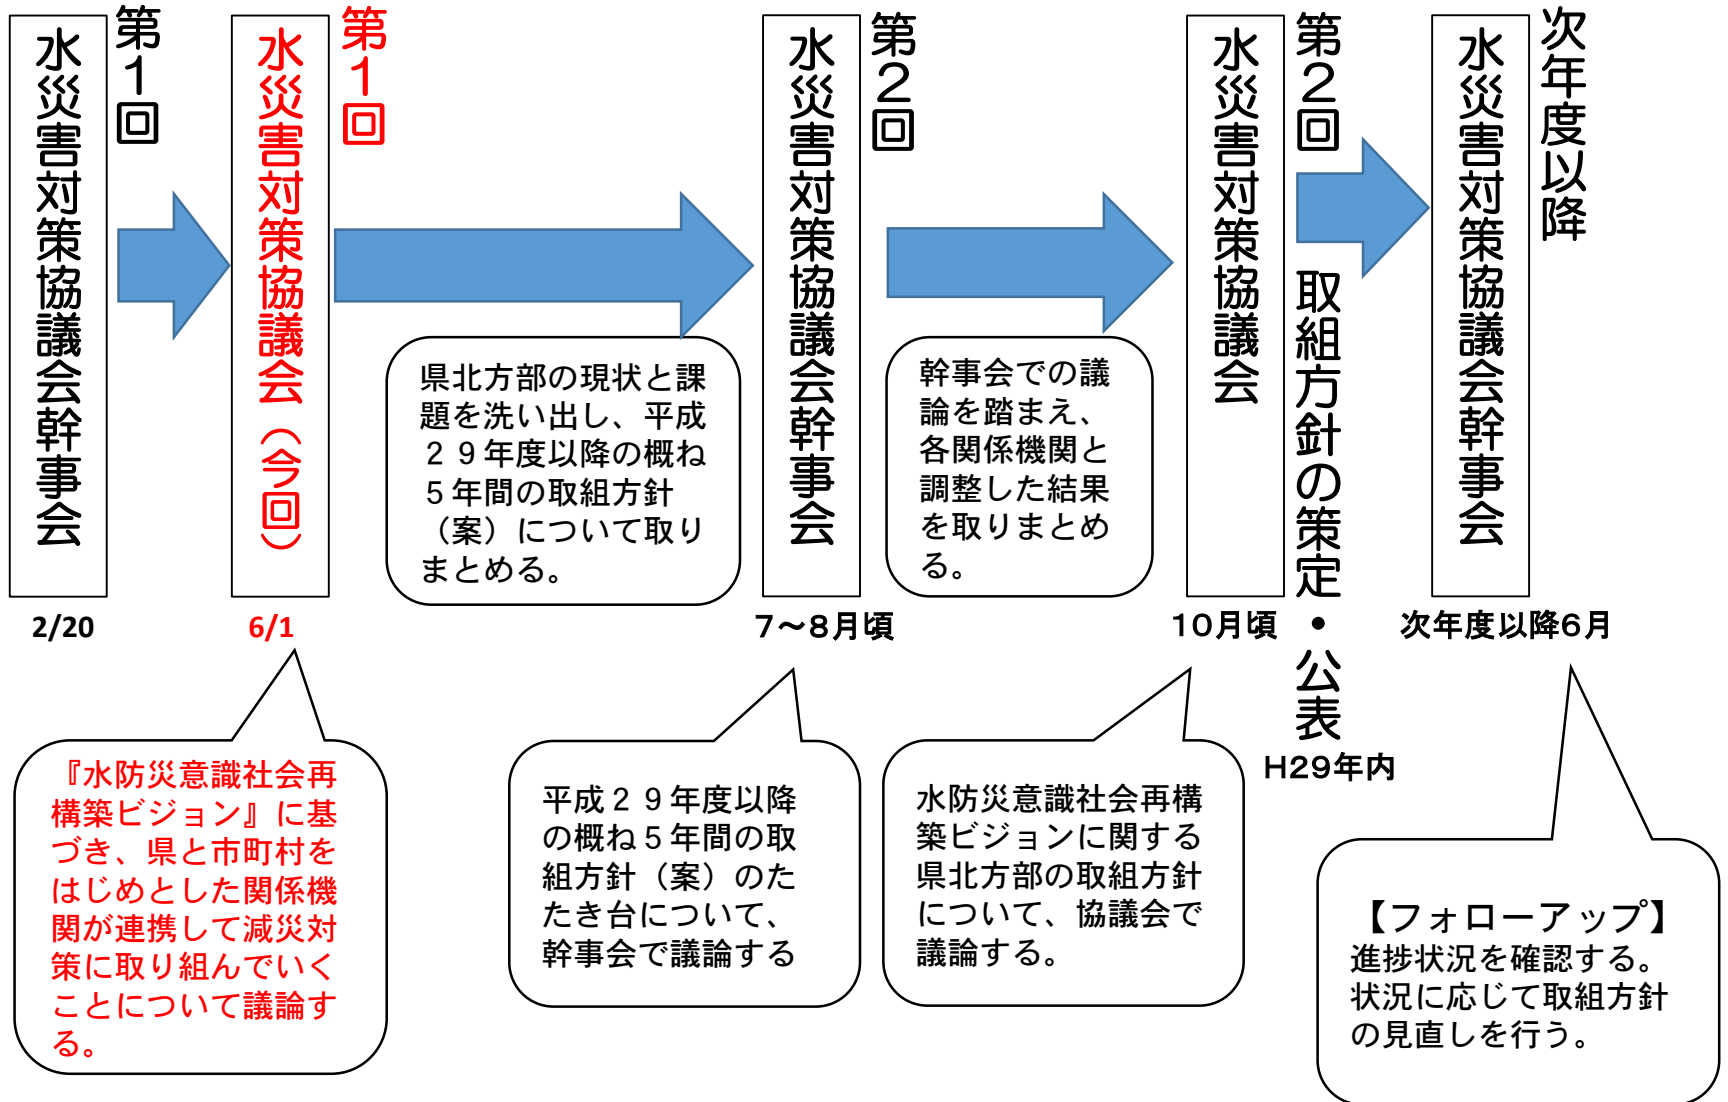 第１回
水災害対策協議会幹事会
2/20
第１回
水災害対策協議会（今回）
6/1
『水防災意識社会再
構築ビジョン』に基
づき、県と市町村を
はじめとした関係機
関が連携して減災対
策に取り組んでいく
ことについて議論す
る。
県北方部の現状と課
題を洗い出し、平成
２９年度以降の概ね
５年間の取組方針
（案）について取り
まとめる。
第２回
水災害対策協議会幹事会
７～８月頃
平成２９年度以降
の概ね５年間の取
組方針（案）のた
たき台について、
幹事会で議論する
幹事会での議
論を踏まえ、
各関係機関と
調整した結果
を取りまとめ
る。
第２回　取組方針の策定・公表
水災害対策協議会
１０月頃
H29年内
水防災意識社会再構
築ビジョンに関する
県北方部の取組方針
について、協議会で
議論する。
次年度以降
水災害対策協議会幹事会
次年度以降6月
【フォローアップ】
進捗状況を確認する。
状況に応じて取組方針
の見直しを行う。